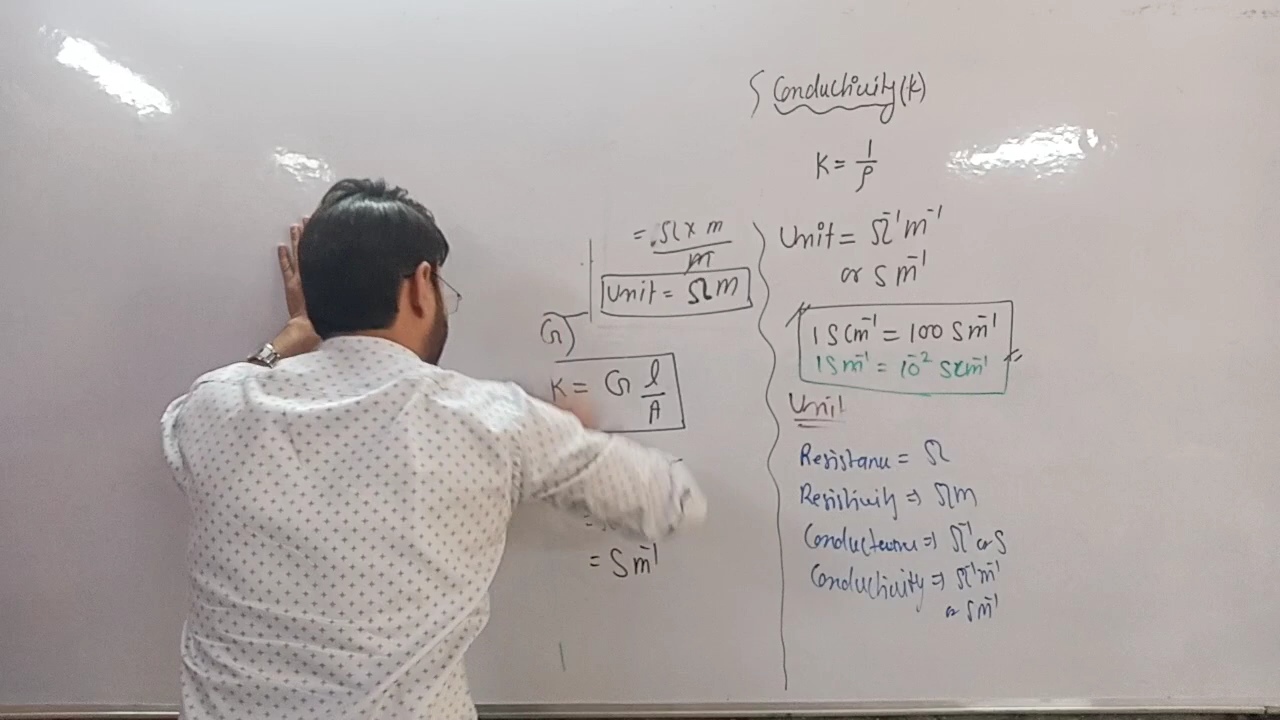 = Ω x m
m
Unit = Ω m
G
K = G l/A
= S m⁻¹
Conductivity (K)
K = 1/ρ
Unit = Ω⁻¹ m⁻¹
or S m⁻¹
1 S cm⁻¹ = 100 S m⁻¹
1 S m⁻¹ = 10⁻² S cm⁻¹
Unit
Resistance = Ω
Resistivity ⇒ Ω m
Conductance ⇒ Ω⁻¹ or S
Conductivity ⇒ Ω⁻¹ m⁻¹
or S m⁻¹